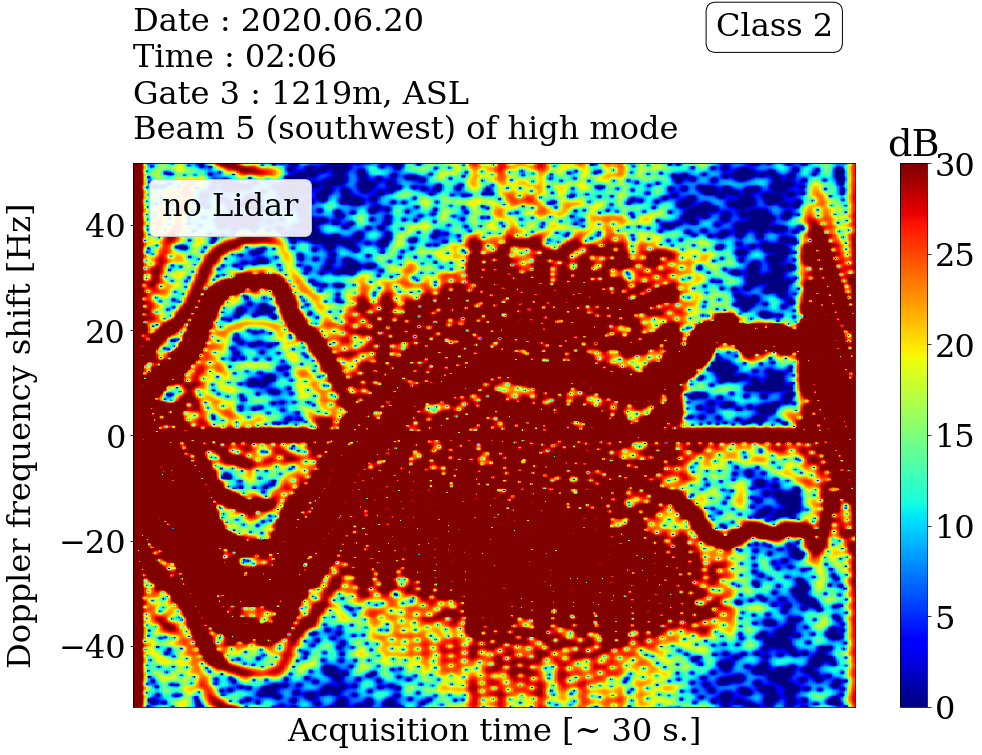 Date : 2020.06.20
Time : 02:06
Gate 3 : 1219m, ASL
Beam 5 (southwest) of high mode
Class 2
dB
no Lidar
Doppler frequency shift [Hz]
40
20
0
−20
−40
30
25
20
15
10
5
0
Acquisition time [~ 30 s.]